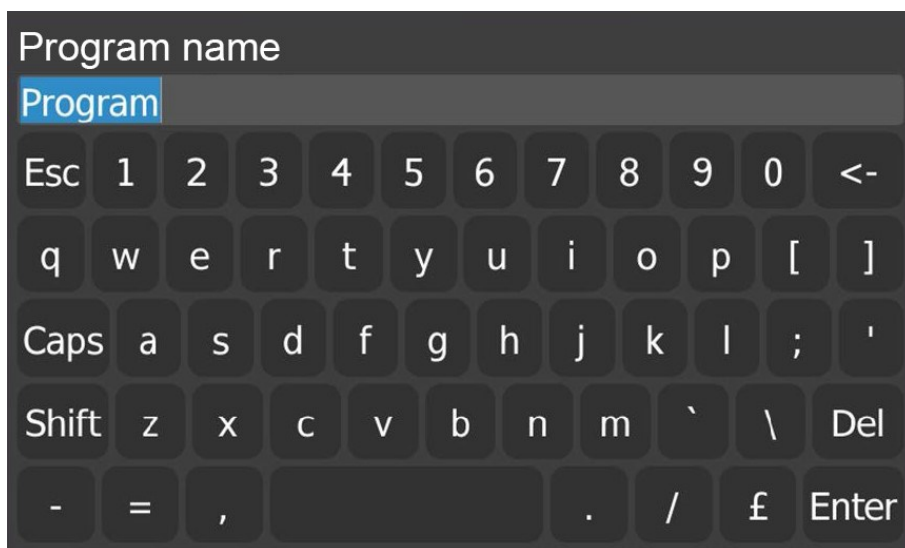 Program name
Program
Esc 1 2 3 4 5 6 7 8 9 0 <-
q w e r t y u i o p [ ]
Caps a s d f g h j k l ; '
Shift z x c v b n m ` \ Del
- = , . / £ Enter